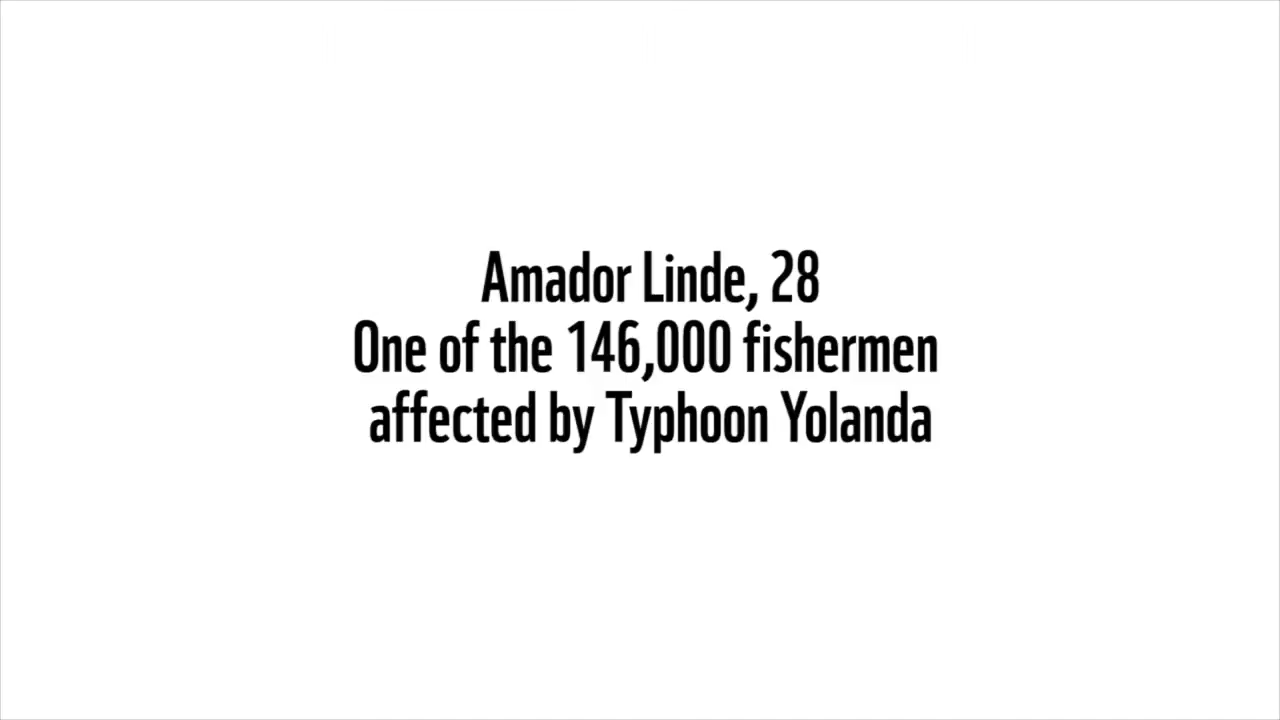 Amador Linde, 28
One of the 146,000 fishermen
affected by Typhoon Yolanda